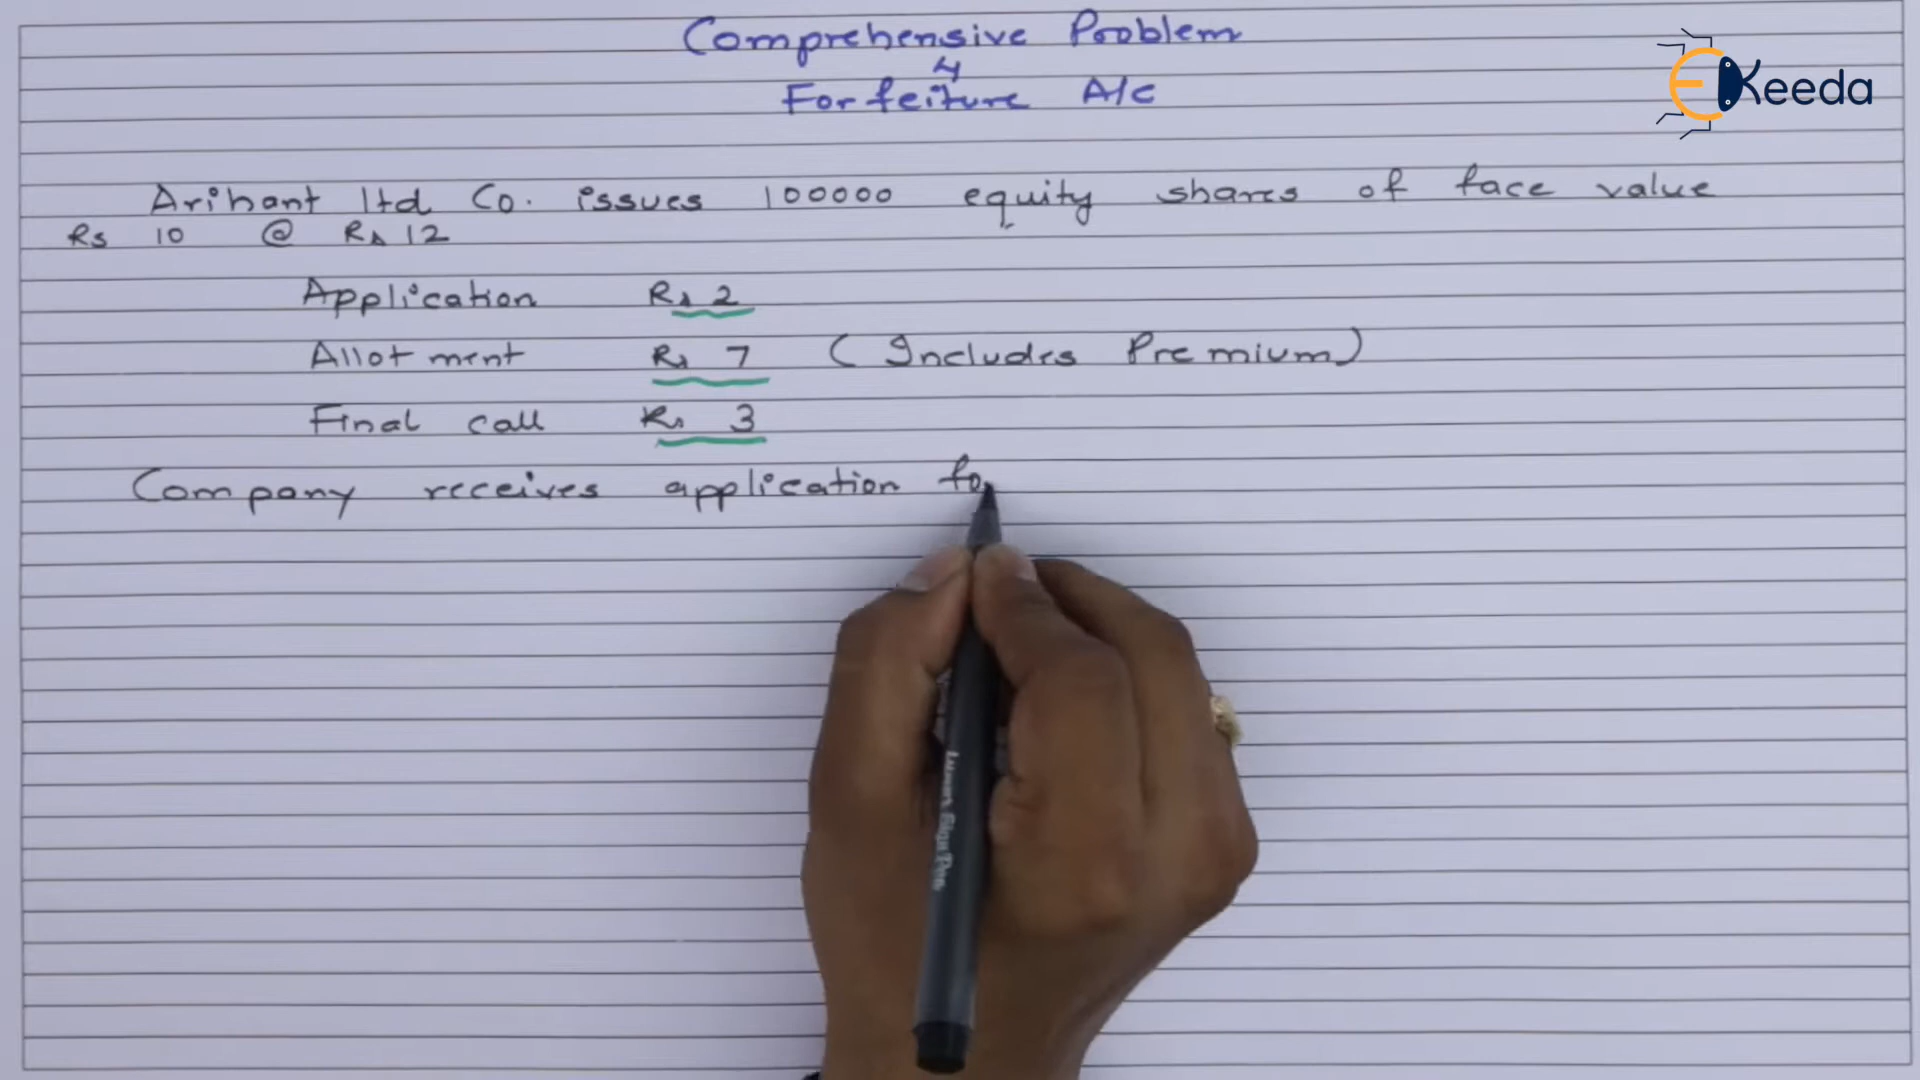 Comprehensive Problem
4
Forfeiture A/c
EKeeda
Arihant ltd Co. issues 100000 equity shares of face value
Rs 10 @ Rs 12
Application Rs 2
Allotment Rs 7 (Includes Premium)
Final call Rs 3
Company receives application fo